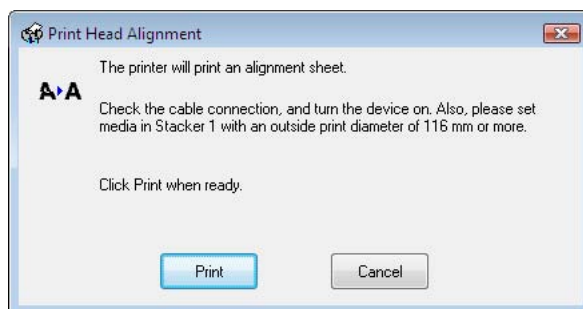 Print Head Alignment
The printer will print an alignment sheet.
A▸A
Check the cable connection, and turn the device on. Also, please set
media in Stacker 1 with an outside print diameter of 116 mm or more.
Click Print when ready.
Print Cancel